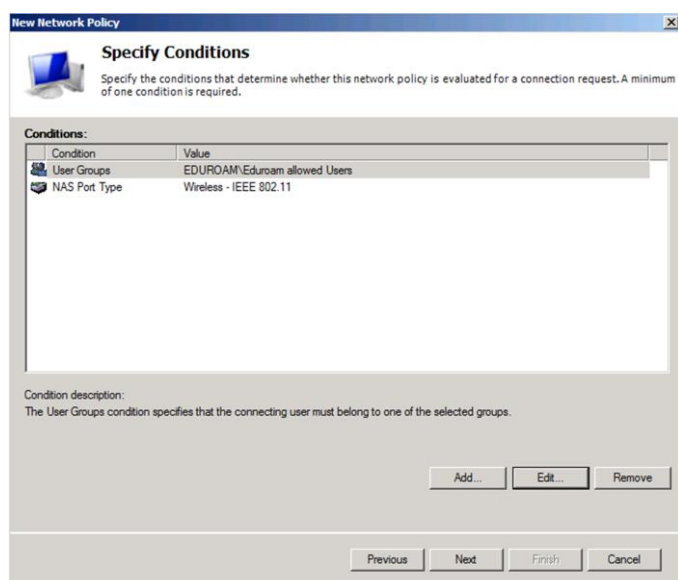 New Network Policy
Specify Conditions
Specify the conditions that determine whether this network policy is evaluated for a connection request. A minimum
of one condition is required.
Conditions:
Condition Value
User Groups EDUROAM\Eduroam allowed Users
NAS Port Type Wireless - IEEE 802.11
Condition description:
The User Groups condition specifies that the connecting user must belong to one of the selected groups.
Add... Edit... Remove
Previous Next Finish Cancel